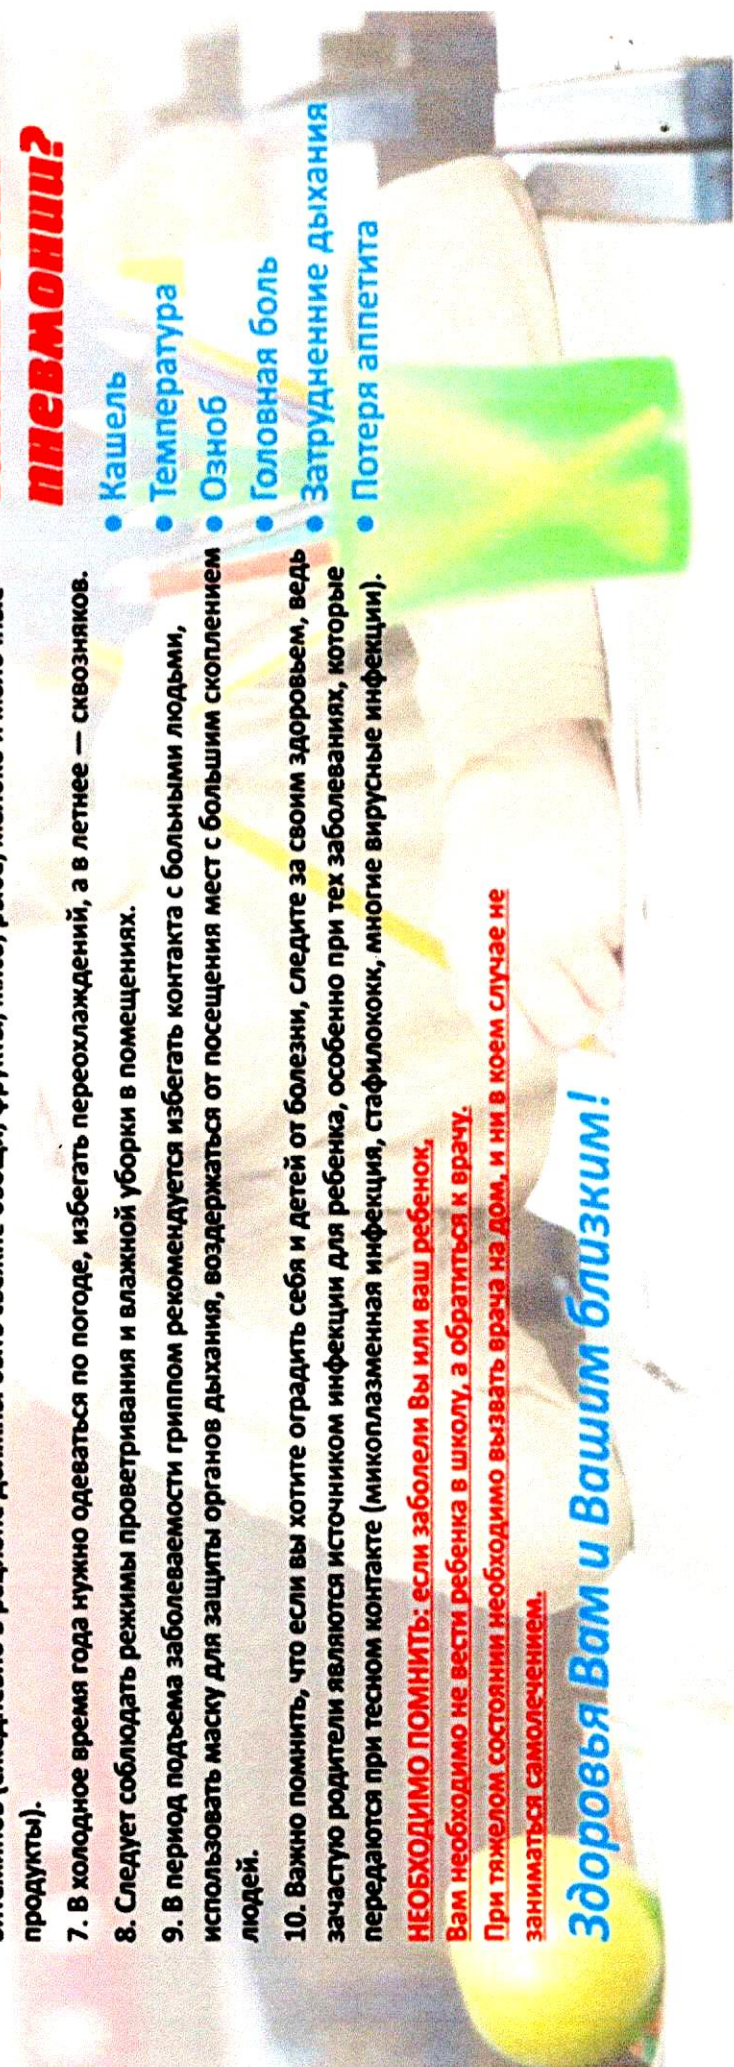 продукты).
7. В холодное время года нужно одеваться по погоде, избегать переохлаждений, а в летнее — сквозняков.
8. Следует соблюдать режимы проветривания и влажной уборки в помещениях.
9. В период подъема заболеваемости гриппом рекомендуется избегать контакта с больными людьми,
использовать маску для защиты органов дыхания, воздержаться от посещения мест с большим скоплением
людей.
10. Важно помнить, что если вы хотите оградить себя и детей от болезни, следите за своим здоровьем, ведь
зачастую родители являются источником инфекции для ребенка, особенно при тех заболеваниях, которые
передаются при тесном контакте (микоплазменная инфекция, стафилококк, многие вирусные инфекции).
НЕОБХОДИМО ПОМНИТЬ: если заболели Вы или ваш ребенок,
Вам необходимо не вести ребенка в школу, а обратиться к врачу.
При тяжелом состоянии необходимо вызвать врача на дом, и ни в коем случае не
заниматься самолечением.
Здоровья Вам и Вашим близким!
пневмонии?
• Кашель
• Температура
• Озноб
• Головная боль
• Затрудненние дыхания
• Потеря аппетита